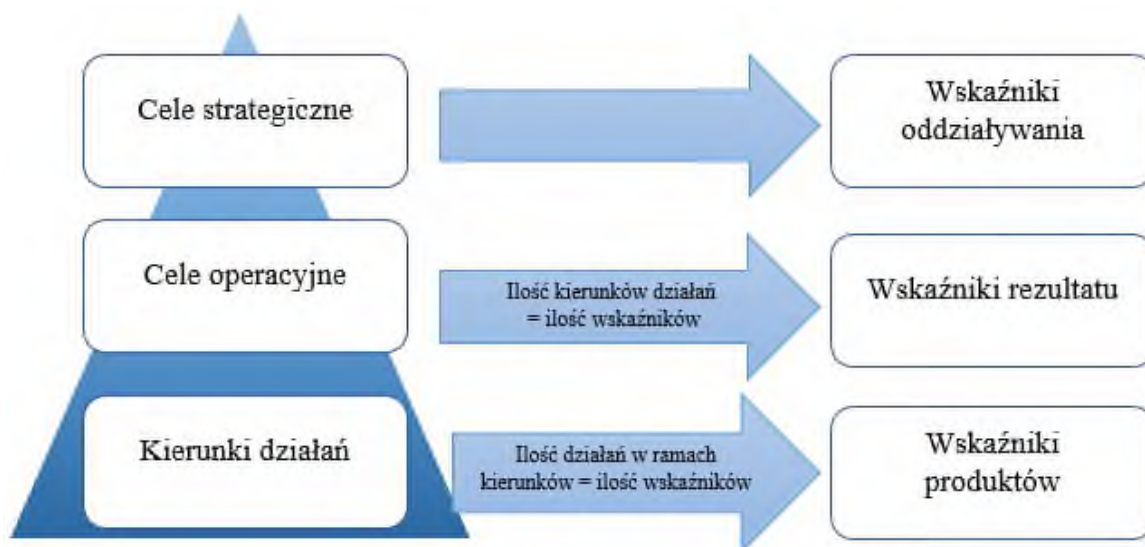 Cele strategiczne
Wskaźniki
oddziaływania
Cele operacyjne
Ilość kierunków działań
= ilość wskaźników
Wskaźniki rezultatu
Kierunki działań
Ilość działań w ramach
kierunków = ilość wskaźników
Wskaźniki
produktów